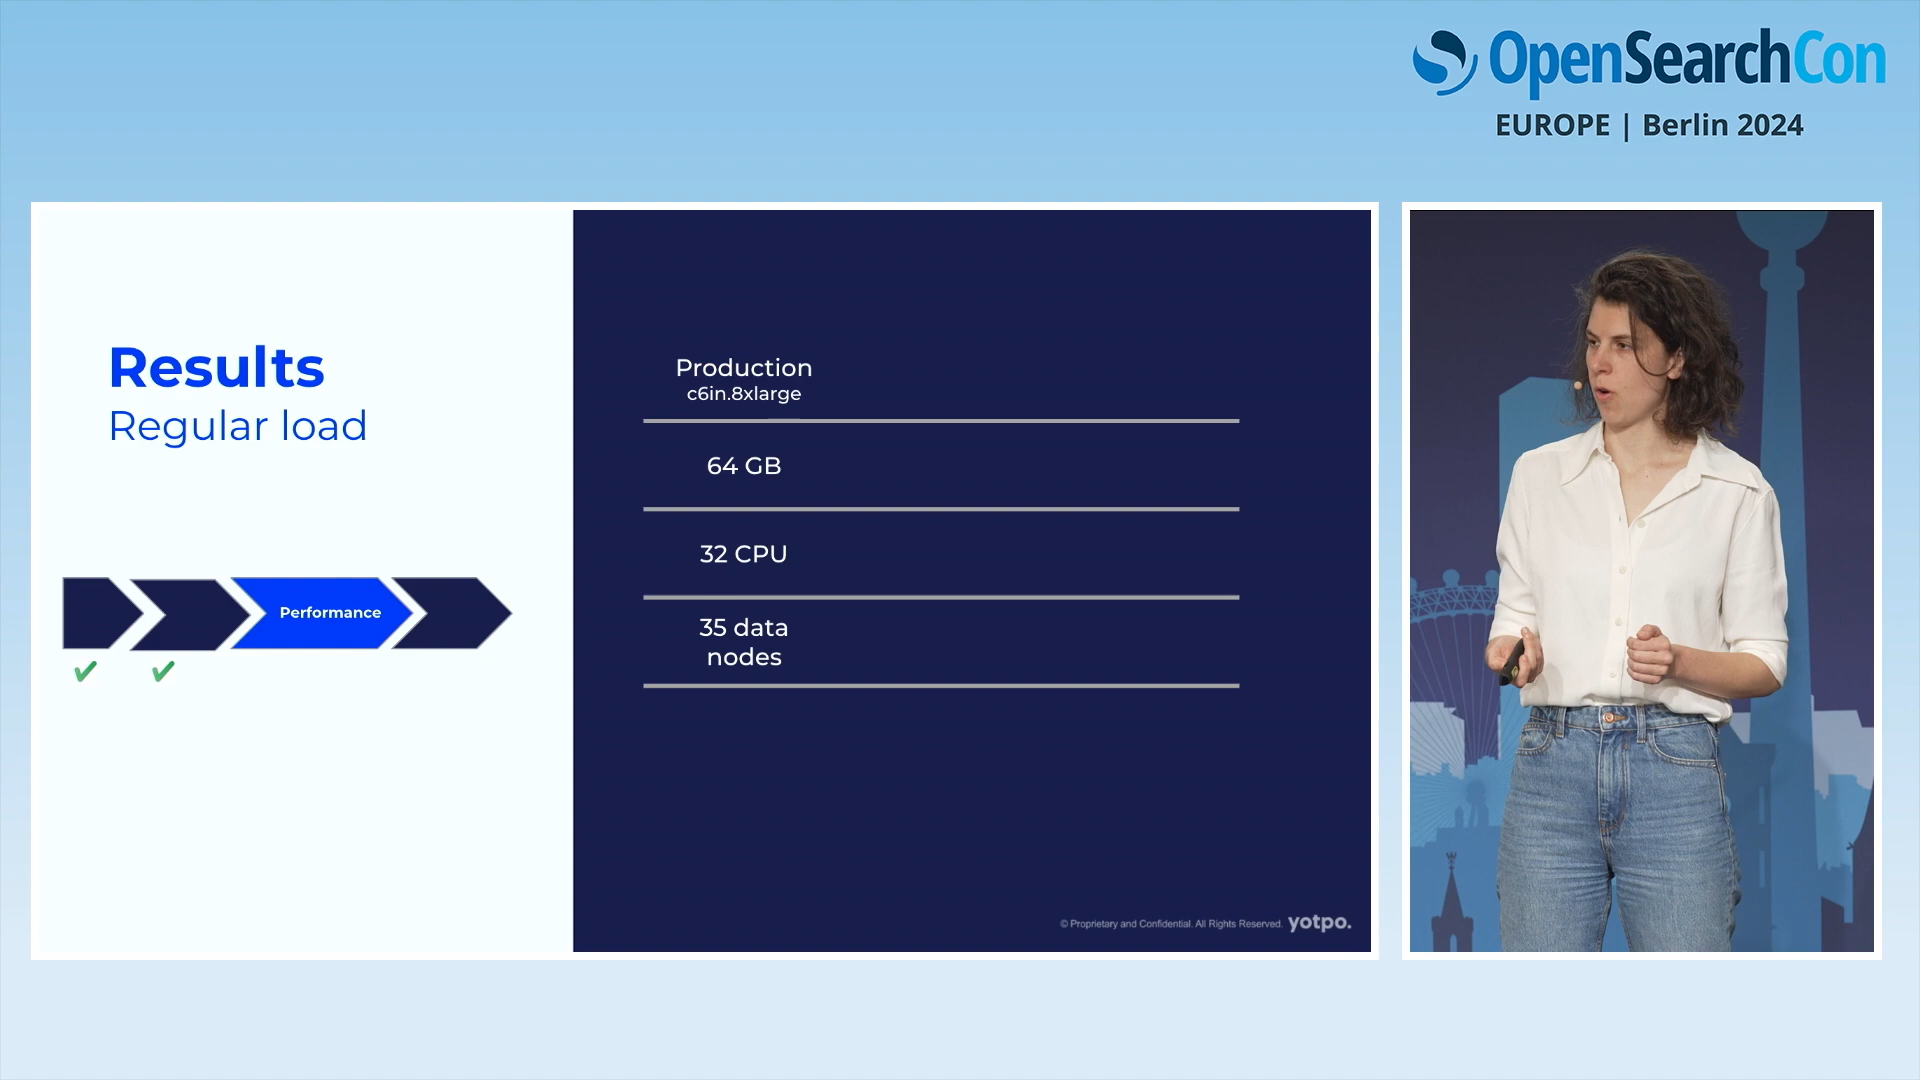 OpenSearchCon
EUROPE | Berlin 2024
Results
Regular load
Performance
Production
c6in.8xlarge
64 GB
32 CPU
35 data
nodes
© Proprietary and Confidential. All Rights Reserved. yotpo.